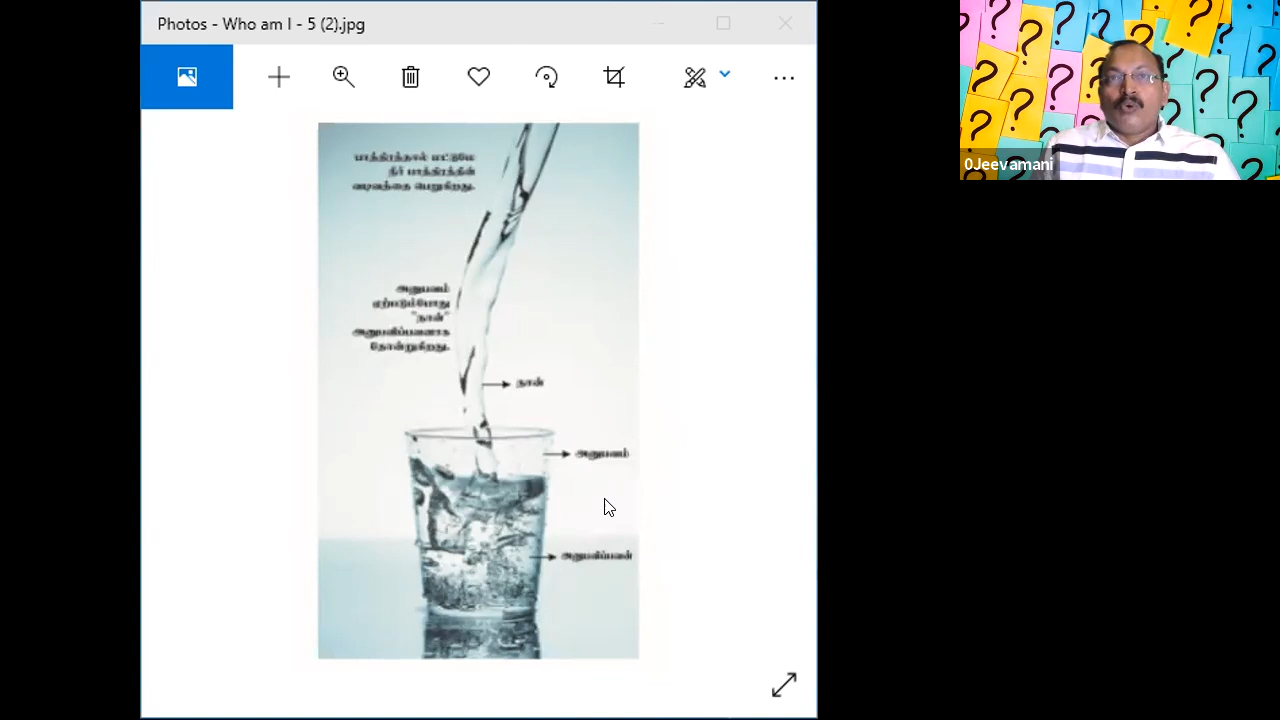 Photos - Who am I - 5 (2).jpg
பாத்திரத்தால் மட்டுமே
நீர் பாத்திரத்தின்
வடிவத்தை பெறுகிறது.
அனுபவம்
ஏற்படும்போது
"நான்"
அனுபவிப்பவனாக
தோன்றுகிறது.
நான்
அனுபவம்
அனுபவிப்பவன்
0Jeevamani